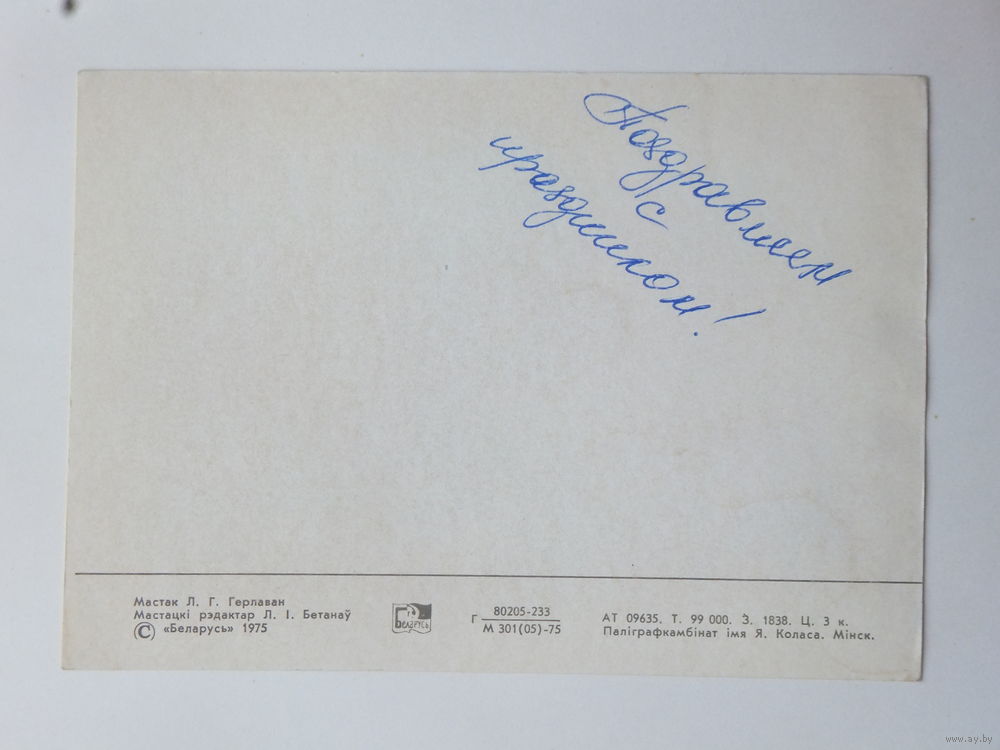 Поздравляем
с
праздником!
Мастак Л. Г. Герлаван
Мастацкі рэдактар Л. І. Бетанаў
© «Беларусь» 1975
Беларусь
Г 80205-233
М 301(05)-75
АТ 09635. Т. 99 000. З. 1838. Ц. 3 к.
Паліграфкамбінат імя Я. Коласа. Мінск.
www.ay.by